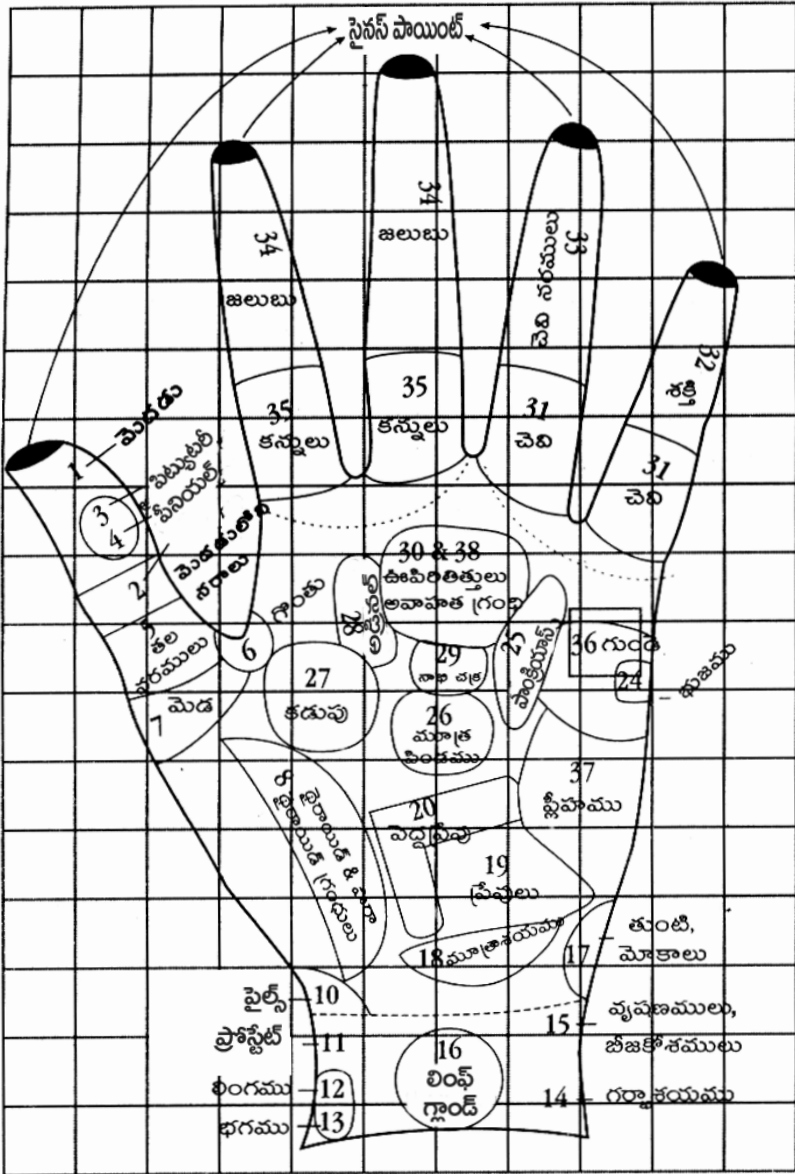 సైనస్ పాయింట్
34
జలుబు
34
జలుబు
33
చెవి నరములు
32
శక్తి
35
కన్నులు
35
కన్నులు
31
చెవి
31
చెవి
1 మెదడు
3 పిట్యుటరీ
4 పీనియల్
2 మెదడులోని
నరాలు
5
తల
నరములు
6 గొంతు
7 మెడ
28
30 & 38
ఊపిరితిత్తులు
అవాహత గ్రంథి
29
నాభి చక్ర
25
పాంక్రియాస్
36 గుండె
24 భుజము
27
కడుపు
26
మూత్ర
పిండము
37
ప్లీహము
8 థైరాయిడ్ & పారా
థైరాయిడ్ గ్రంధులు
20
పెద్దప్రేవు
19
ప్రేవులు
18 మూత్రాశయము
17
తుంటి,
మోకాలు
పైల్స్ 10
ప్రోస్టేట్ 11
లింగము 12
భగము 13
16
లింఫ్
గ్లాండ్
15
వృషణములు,
బీజకోశములు
14 గర్భాశయము